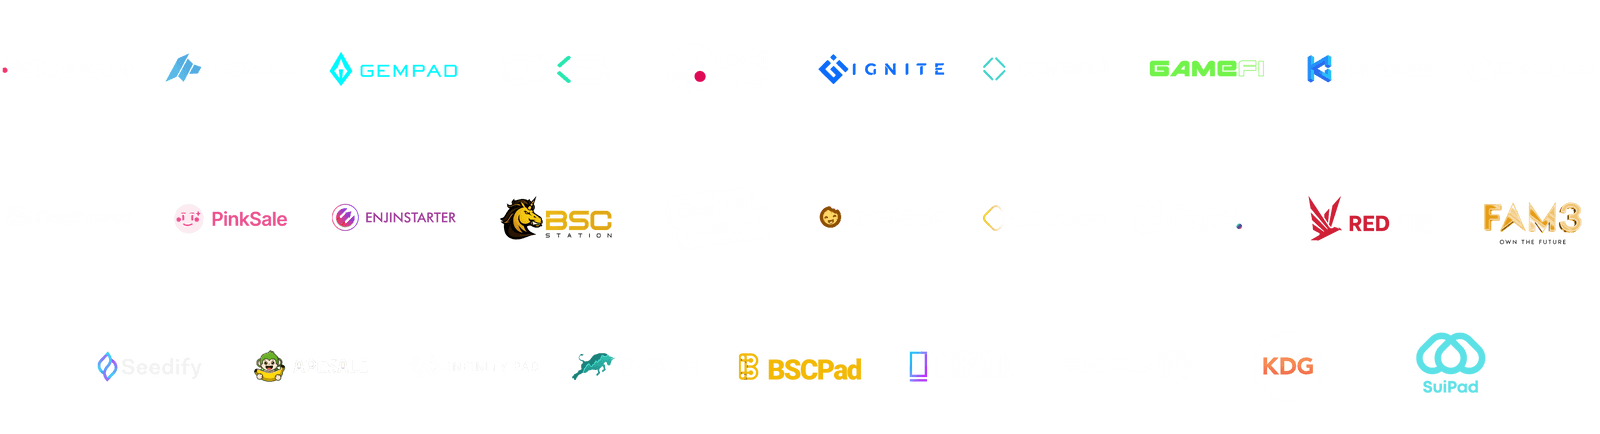 GEMPAD
IGNITE
GAMEFI
PinkSale
ENJINSTARTER
BSC
STATION
RED
FAM3
OWN THE FUTURE
Seedify
BSCPad
KDG
SuiPad